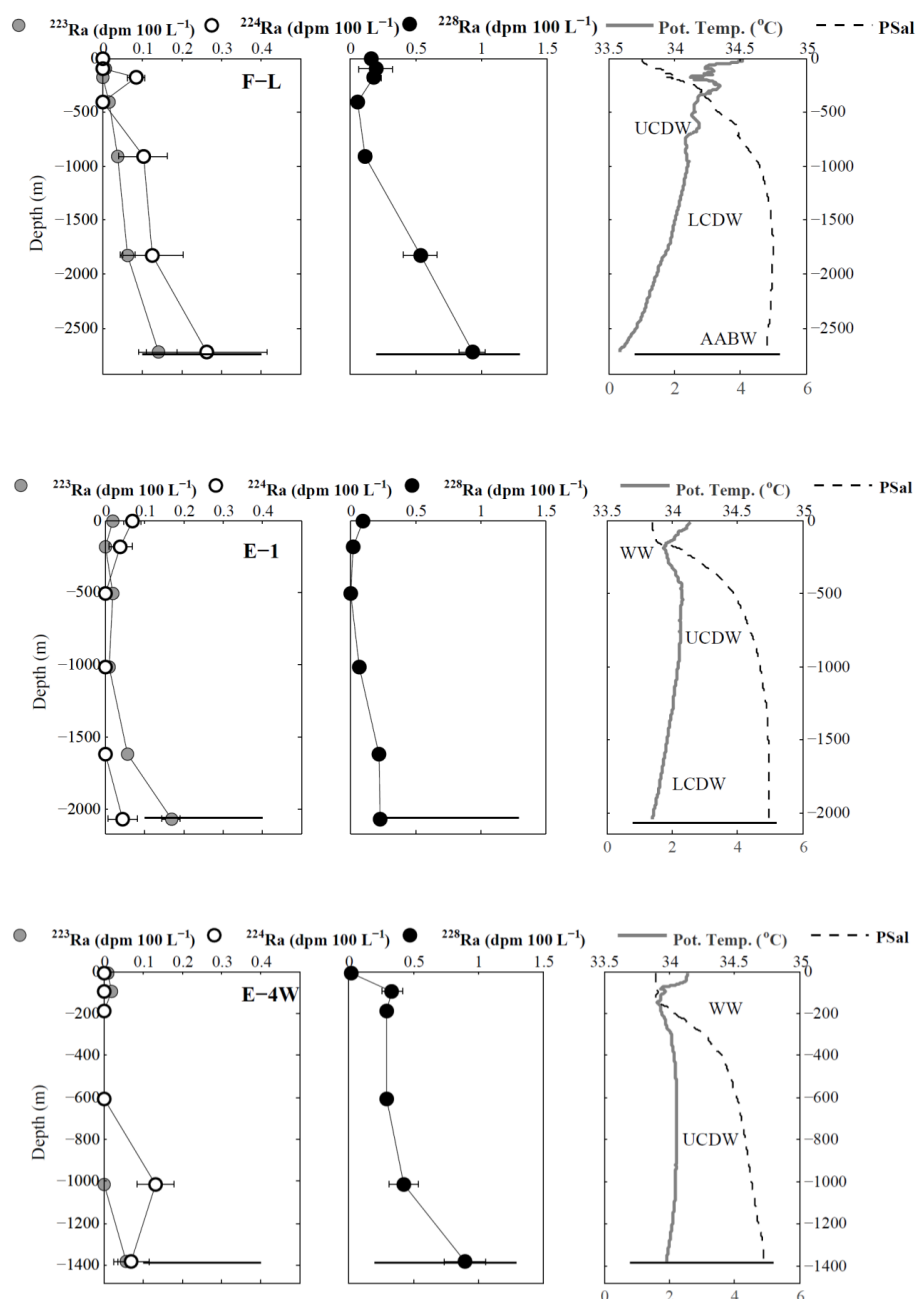 ²²³Ra (dpm 100 L⁻¹) ²²⁴Ra (dpm 100 L⁻¹) ²²⁸Ra (dpm 100 L⁻¹) Pot. Temp. (°C) PSal
0 0.1 0.2 0.3 0.4 0 0.5 1 1.5 33.5 34 34.5 35
F−L
UCDW
LCDW
AABW
Depth (m)
0 −500 −1000 −1500 −2000 −2500
0 −500 −1000 −1500 −2000 −2500
0 2 4 6
²²³Ra (dpm 100 L⁻¹) ²²⁴Ra (dpm 100 L⁻¹) ²²⁸Ra (dpm 100 L⁻¹) Pot. Temp. (°C) PSal
0 0.1 0.2 0.3 0.4 0 0.5 1 1.5 33.5 34 34.5 35
E−1
WW
UCDW
LCDW
Depth (m)
0 −500 −1000 −1500 −2000
0 −500 −1000 −1500 −2000
0 2 4 6
²²³Ra (dpm 100 L⁻¹) ²²⁴Ra (dpm 100 L⁻¹) ²²⁸Ra (dpm 100 L⁻¹) Pot. Temp. (°C) PSal
0 0.1 0.2 0.3 0.4 0 0.5 1 1.5 33.5 34 34.5 35
E−4W
WW
UCDW
Depth (m)
0 −200 −400 −600 −800 −1000 −1200 −1400
0 −200 −400 −600 −800 −1000 −1200 −1400
0 2 4 6